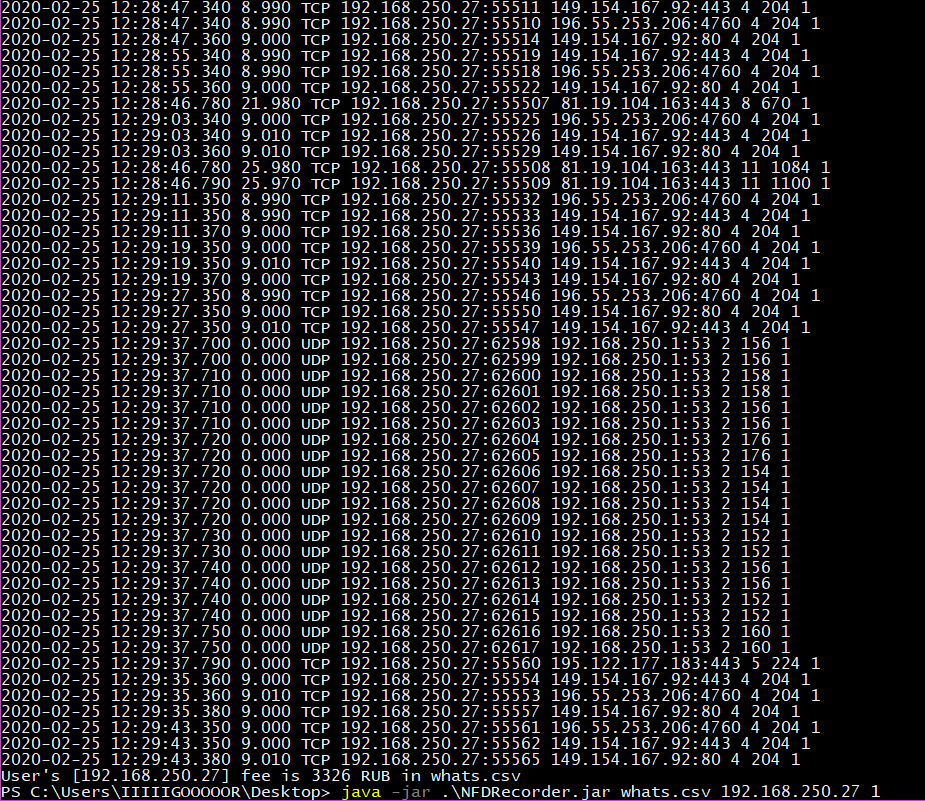 2020-02-25 12:28:47.340 8.990 TCP 192.168.250.27:55511 149.154.167.92:443 4 204 1
2020-02-25 12:28:47.340 8.990 TCP 192.168.250.27:55510 196.55.253.206:4760 4 204 1
2020-02-25 12:28:47.360 9.000 TCP 192.168.250.27:55514 149.154.167.92:80 4 204 1
2020-02-25 12:28:55.340 8.990 TCP 192.168.250.27:55519 149.154.167.92:443 4 204 1
2020-02-25 12:28:55.340 8.990 TCP 192.168.250.27:55518 196.55.253.206:4760 4 204 1
2020-02-25 12:28:55.360 9.000 TCP 192.168.250.27:55522 149.154.167.92:80 4 204 1
2020-02-25 12:28:46.780 21.980 TCP 192.168.250.27:55507 81.19.104.163:443 8 670 1
2020-02-25 12:29:03.340 9.000 TCP 192.168.250.27:55525 196.55.253.206:4760 4 204 1
2020-02-25 12:29:03.340 9.010 TCP 192.168.250.27:55526 149.154.167.92:443 4 204 1
2020-02-25 12:29:03.360 9.010 TCP 192.168.250.27:55529 149.154.167.92:80 4 204 1
2020-02-25 12:28:46.780 25.980 TCP 192.168.250.27:55508 81.19.104.163:443 11 1084 1
2020-02-25 12:28:46.790 25.970 TCP 192.168.250.27:55509 81.19.104.163:443 11 1100 1
2020-02-25 12:29:11.350 8.990 TCP 192.168.250.27:55532 196.55.253.206:4760 4 204 1
2020-02-25 12:29:11.350 8.990 TCP 192.168.250.27:55533 149.154.167.92:443 4 204 1
2020-02-25 12:29:11.370 9.000 TCP 192.168.250.27:55536 149.154.167.92:80 4 204 1
2020-02-25 12:29:19.350 9.000 TCP 192.168.250.27:55539 196.55.253.206:4760 4 204 1
2020-02-25 12:29:19.350 9.010 TCP 192.168.250.27:55540 149.154.167.92:443 4 204 1
2020-02-25 12:29:19.370 9.000 TCP 192.168.250.27:55543 149.154.167.92:80 4 204 1
2020-02-25 12:29:27.350 8.990 TCP 192.168.250.27:55546 196.55.253.206:4760 4 204 1
2020-02-25 12:29:27.350 9.000 TCP 192.168.250.27:55550 149.154.167.92:80 4 204 1
2020-02-25 12:29:27.350 9.010 TCP 192.168.250.27:55547 149.154.167.92:443 4 204 1
2020-02-25 12:29:37.700 0.000 UDP 192.168.250.27:62598 192.168.250.1:53 2 156 1
2020-02-25 12:29:37.700 0.000 UDP 192.168.250.27:62599 192.168.250.1:53 2 156 1
2020-02-25 12:29:37.710 0.000 UDP 192.168.250.27:62600 192.168.250.1:53 2 158 1
2020-02-25 12:29:37.710 0.000 UDP 192.168.250.27:62601 192.168.250.1:53 2 158 1
2020-02-25 12:29:37.710 0.000 UDP 192.168.250.27:62602 192.168.250.1:53 2 156 1
2020-02-25 12:29:37.710 0.000 UDP 192.168.250.27:62603 192.168.250.1:53 2 156 1
2020-02-25 12:29:37.720 0.000 UDP 192.168.250.27:62604 192.168.250.1:53 2 176 1
2020-02-25 12:29:37.720 0.000 UDP 192.168.250.27:62605 192.168.250.1:53 2 176 1
2020-02-25 12:29:37.720 0.000 UDP 192.168.250.27:62606 192.168.250.1:53 2 154 1
2020-02-25 12:29:37.720 0.000 UDP 192.168.250.27:62607 192.168.250.1:53 2 154 1
2020-02-25 12:29:37.720 0.000 UDP 192.168.250.27:62608 192.168.250.1:53 2 154 1
2020-02-25 12:29:37.720 0.000 UDP 192.168.250.27:62609 192.168.250.1:53 2 154 1
2020-02-25 12:29:37.730 0.000 UDP 192.168.250.27:62610 192.168.250.1:53 2 152 1
2020-02-25 12:29:37.730 0.000 UDP 192.168.250.27:62611 192.168.250.1:53 2 152 1
2020-02-25 12:29:37.740 0.000 UDP 192.168.250.27:62612 192.168.250.1:53 2 156 1
2020-02-25 12:29:37.740 0.000 UDP 192.168.250.27:62613 192.168.250.1:53 2 156 1
2020-02-25 12:29:37.740 0.000 UDP 192.168.250.27:62614 192.168.250.1:53 2 152 1
2020-02-25 12:29:37.740 0.000 UDP 192.168.250.27:62615 192.168.250.1:53 2 152 1
2020-02-25 12:29:37.750 0.000 UDP 192.168.250.27:62616 192.168.250.1:53 2 160 1
2020-02-25 12:29:37.750 0.000 UDP 192.168.250.27:62617 192.168.250.1:53 2 160 1
2020-02-25 12:29:37.790 0.000 TCP 192.168.250.27:55560 195.122.177.183:443 5 224 1
2020-02-25 12:29:35.360 9.000 TCP 192.168.250.27:55554 149.154.167.92:443 4 204 1
2020-02-25 12:29:35.360 9.010 TCP 192.168.250.27:55553 196.55.253.206:4760 4 204 1
2020-02-25 12:29:35.380 9.000 TCP 192.168.250.27:55557 149.154.167.92:80 4 204 1
2020-02-25 12:29:43.350 9.000 TCP 192.168.250.27:55561 196.55.253.206:4760 4 204 1
2020-02-25 12:29:43.350 9.000 TCP 192.168.250.27:55562 149.154.167.92:443 4 204 1
2020-02-25 12:29:43.380 9.010 TCP 192.168.250.27:55565 149.154.167.92:80 4 204 1
User's [192.168.250.27] fee is 3326 RUB in whats.csv
PS C:\Users\IIIIIGOOOOOR\Desktop> java -jar .\NFDRecorder.jar whats.csv 192.168.250.27 1